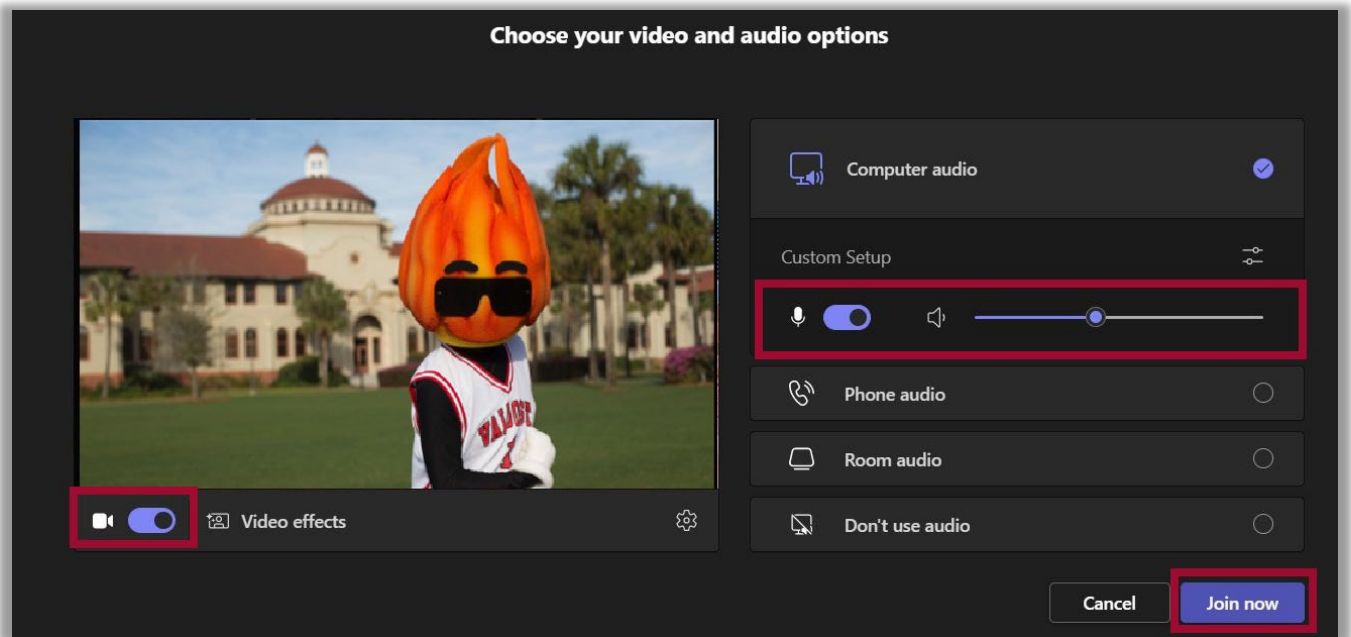 Choose your video and audio options
Computer audio
Custom Setup
Phone audio
Room audio
Don't use audio
Video effects
Cancel
Join now